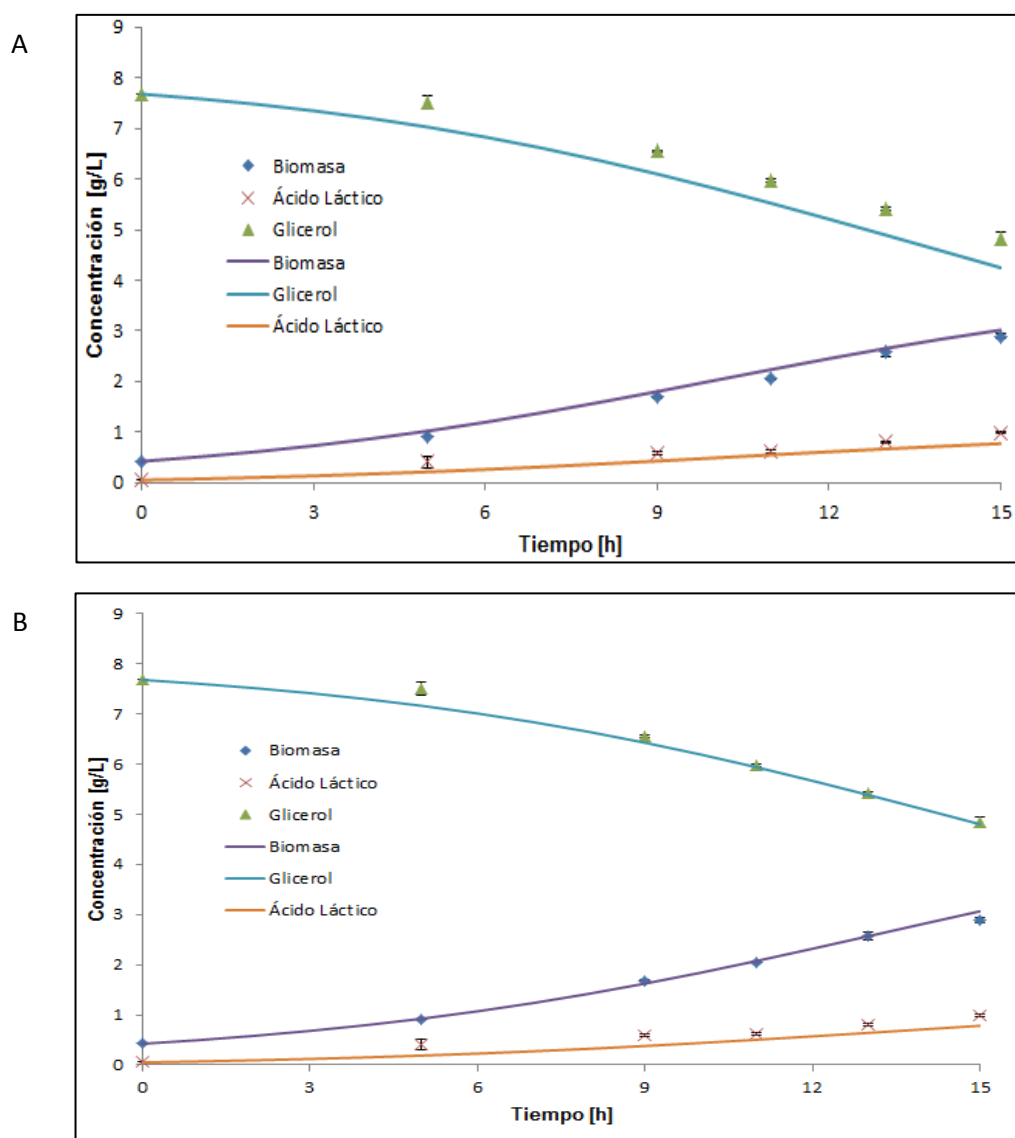 A
Concentración [g/L]
9
8
7
6
5
4
3
2
1
0
Biomasa
Ácido Láctico
Glicerol
Biomasa
Glicerol
Ácido Láctico
0 3 6 9 12 15
Tiempo [h]
B
Concentración [g/L]
9
8
7
6
5
4
3
2
1
0
Biomasa
Ácido Láctico
Glicerol
Biomasa
Glicerol
Ácido Láctico
0 3 6 9 12 15
Tiempo [h]